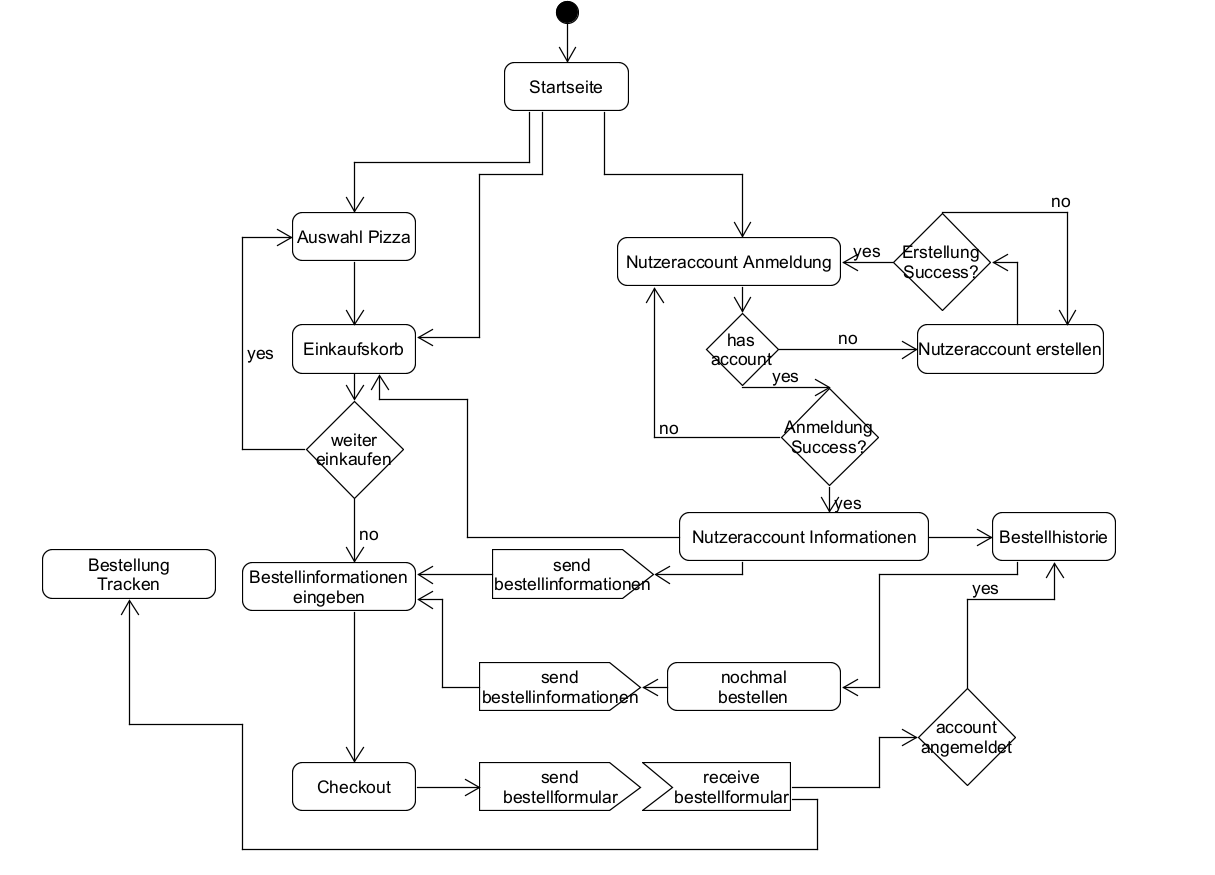 Startseite
Auswahl Pizza
Nutzeraccount Anmeldung
yes
Erstellung
Success?
no
Einkaufskorb
yes
has
account
no
Nutzeraccount erstellen
yes
weiter
einkaufen
no
Anmeldung
Success?
yes
no
Nutzeraccount Informationen
Bestellhistorie
Bestellung
Tracken
Bestellinformationen
eingeben
send
bestellinformationen
yes
send
bestellinformationen
nochmal
bestellen
account
angemeldet
Checkout
send
bestellformular
receive
bestellformular